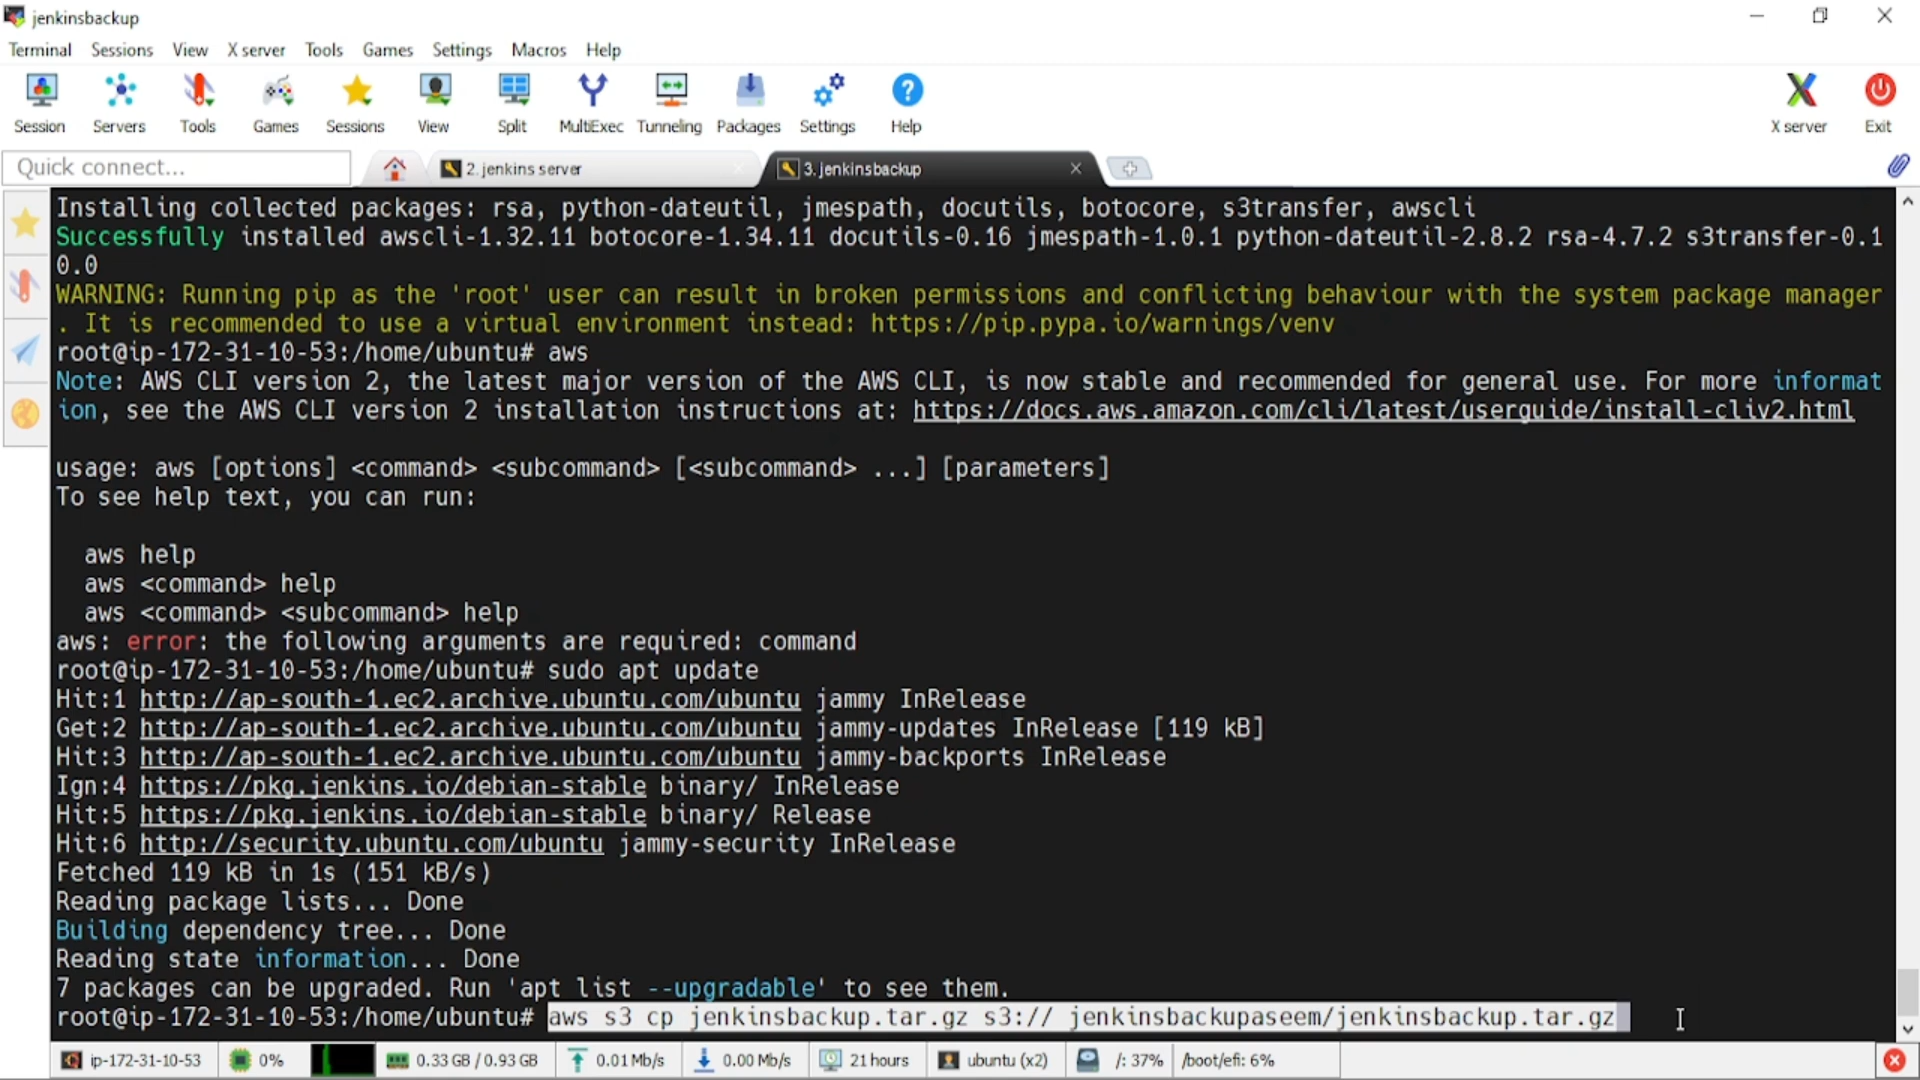 jenkinsbackup
Terminal Sessions View X server Tools Games Settings Macros Help
Session Servers Tools Games Sessions View Split MultiExec Tunneling Packages Settings Help X server Exit
Quick connect... 2. jenkins server 3. jenkinsbackup
Installing collected packages: rsa, python-dateutil, jmespath, docutils, botocore, s3transfer, awscli
Successfully installed awscli-1.32.11 botocore-1.34.11 docutils-0.16 jmespath-1.0.1 python-dateutil-2.8.2 rsa-4.7.2 s3transfer-0.1
0.0
WARNING: Running pip as the 'root' user can result in broken permissions and conflicting behaviour with the system package manager
. It is recommended to use a virtual environment instead: https://pip.pypa.io/warnings/venv
root@ip-172-31-10-53:/home/ubuntu# aws
Note: AWS CLI version 2, the latest major version of the AWS CLI, is now stable and recommended for general use. For more informat
ion, see the AWS CLI version 2 installation instructions at: https://docs.aws.amazon.com/cli/latest/userguide/install-cliv2.html
usage: aws [options] <command> <subcommand> [<subcommand> ...] [parameters]
To see help text, you can run:
aws help
aws <command> help
aws <command> <subcommand> help
aws: error: the following arguments are required: command
root@ip-172-31-10-53:/home/ubuntu# sudo apt update
Hit:1 http://ap-south-1.ec2.archive.ubuntu.com/ubuntu jammy InRelease
Get:2 http://ap-south-1.ec2.archive.ubuntu.com/ubuntu jammy-updates InRelease [119 kB]
Hit:3 http://ap-south-1.ec2.archive.ubuntu.com/ubuntu jammy-backports InRelease
Ign:4 https://pkg.jenkins.io/debian-stable binary/ InRelease
Hit:5 https://pkg.jenkins.io/debian-stable binary/ Release
Hit:6 http://security.ubuntu.com/ubuntu jammy-security InRelease
Fetched 119 kB in 1s (151 kB/s)
Reading package lists... Done
Building dependency tree... Done
Reading state information... Done
7 packages can be upgraded. Run 'apt list --upgradable' to see them.
root@ip-172-31-10-53:/home/ubuntu# aws s3 cp jenkinsbackup.tar.gz s3:// jenkinsbackupaseem/jenkinsbackup.tar.gz
ip-172-31-10-53 0% 0.33 GB / 0.93 GB 0.01 Mb/s 0.00 Mb/s 21 hours ubuntu (x2) /: 37% /boot/efi: 6%